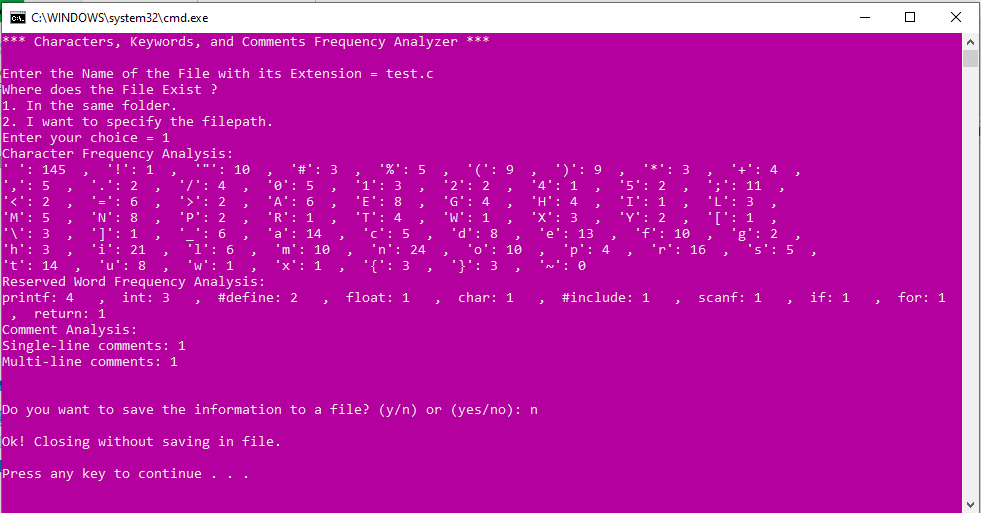 C:\WINDOWS\system32\cmd.exe
*** Characters, Keywords, and Comments Frequency Analyzer ***
Enter the Name of the File with its Extension = test.c
Where does the File Exist ?
1. In the same folder.
2. I want to specify the filepath.
Enter your choice = 1
Character Frequency Analysis:
' ': 145  ,  '!': 1  ,  '"': 10  ,  '#': 3  ,  '%': 5  ,  '(': 9  ,  ')': 9  ,  '*': 3  ,  '+': 4  ,
',': 5  ,  '.': 2  ,  '/': 4  ,  '0': 5  ,  '1': 3  ,  '2': 2  ,  '4': 1  ,  '5': 2  ,  ';': 11  ,
'<': 2  ,  '=': 6  ,  '>': 2  ,  'A': 6  ,  'E': 8  ,  'G': 4  ,  'H': 4  ,  'I': 1  ,  'L': 3  ,
'M': 5  ,  'N': 8  ,  'P': 2  ,  'R': 1  ,  'T': 4  ,  'W': 1  ,  'X': 3  ,  'Y': 2  ,  '[': 1  ,
'\': 3  ,  ']': 1  ,  '_': 6  ,  'a': 14  ,  'c': 5  ,  'd': 8  ,  'e': 13  ,  'f': 10  ,  'g': 2  ,
'h': 3  ,  'i': 21  ,  'l': 6  ,  'm': 10  ,  'n': 24  ,  'o': 10  ,  'p': 4  ,  'r': 16  ,  's': 5  ,
't': 14  ,  'u': 8  ,  'w': 1  ,  'x': 1  ,  '{': 3  ,  '}': 3  ,  '~': 0
Reserved Word Frequency Analysis:
printf: 4   ,  int: 3   ,  #define: 2   ,  float: 1   ,  char: 1   ,  #include: 1   ,  scanf: 1   ,  if: 1   ,  for: 1
,  return: 1
Comment Analysis:
Single-line comments: 1
Multi-line comments: 1
Do you want to save the information to a file? (y/n) or (yes/no): n
Ok! Closing without saving in file.
Press any key to continue . . .